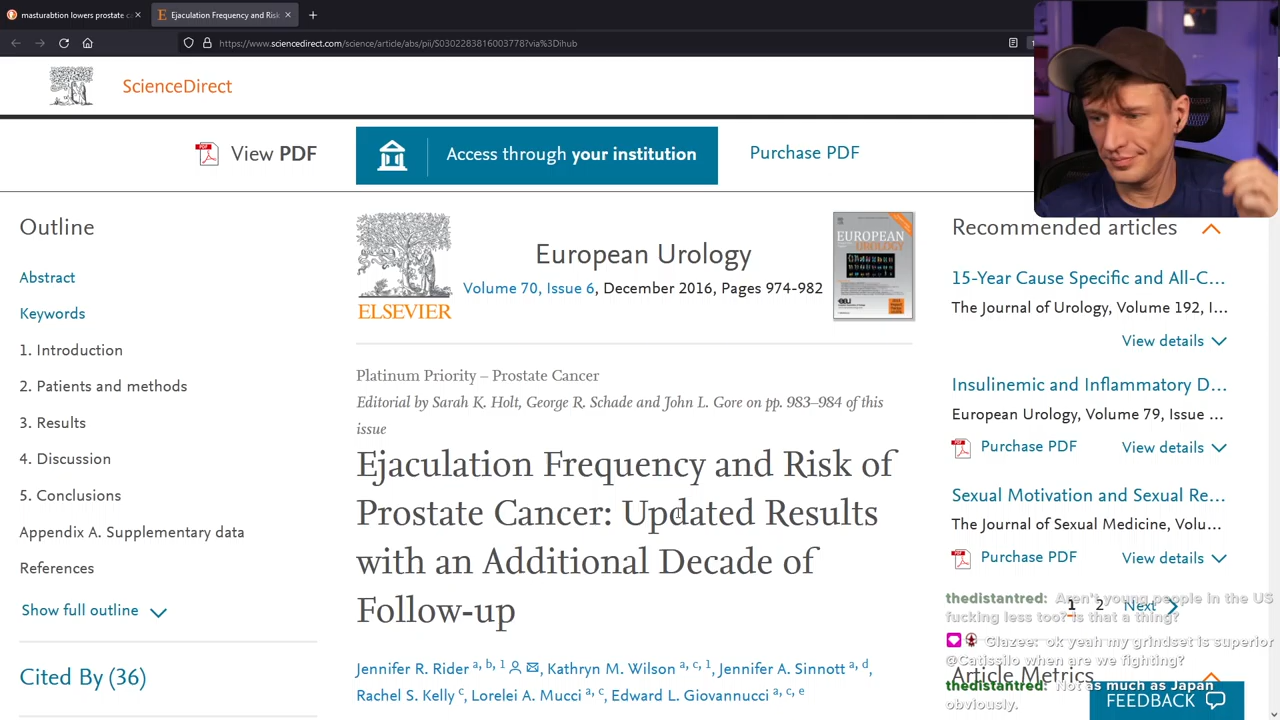 masturabtion lowers prostate c
Ejaculation Frequency and Risk
https://www.sciencedirect.com/science/article/abs/pii/S0302283816003778?via%3Dihub
ScienceDirect
View PDF
Access through your institution
Purchase PDF
Outline
Abstract
Keywords
1. Introduction
2. Patients and methods
3. Results
4. Discussion
5. Conclusions
Appendix A. Supplementary data
References
Show full outline
Cited By (36)
ELSEVIER
European Urology
Volume 70, Issue 6, December 2016, Pages 974-982
EUROPEAN
UROLOGY
Platinum Priority – Prostate Cancer
Editorial by Sarah K. Holt, George R. Schade and John L. Gore on pp. 983–984 of this
issue
Ejaculation Frequency and Risk of
Prostate Cancer: Updated Results
with an Additional Decade of
Follow-up
Jennifer R. Rider a, b, 1, Kathryn M. Wilson a, c, 1, Jennifer A. Sinnott a, d,
Rachel S. Kelly c, Lorelei A. Mucci a, c, Edward L. Giovannucci a, c, e
Recommended articles
15-Year Cause Specific and All-C...
The Journal of Urology, Volume 192, I...
View details
Insulinemic and Inflammatory D...
European Urology, Volume 79, Issue ...
Purchase PDF
View details
Sexual Motivation and Sexual Re...
The Journal of Sexual Medicine, Volu...
Purchase PDF
View details
1 2 Next
thedistantred: Aren't young people in the US
fucking less too? is that a thing?
Glazee: ok yeah my grindset is superior
@Catissilo when are we fighting?
Article Metrics
thedistantred: Not as much as Japan
obviously.
FEEDBACK